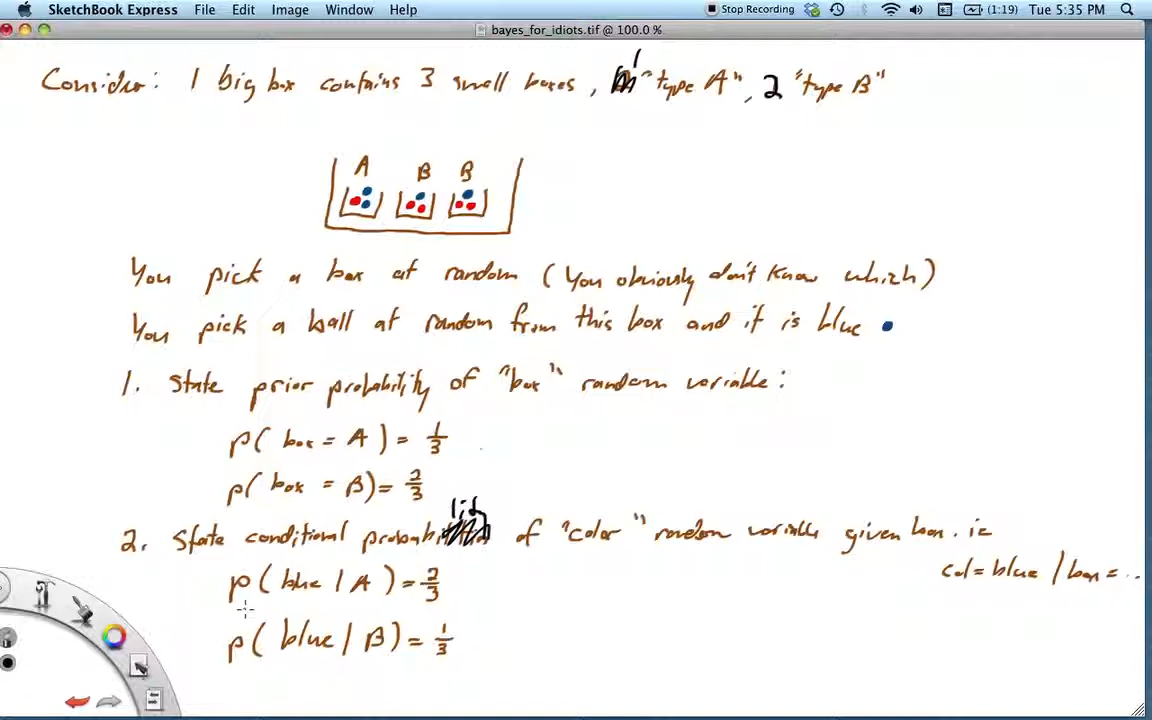 SketchBook Express File Edit Image Window Help Stop Recording (1:19) Tue 5:35 PM
bayes_for_idiots.tif @ 100.0 %
Consider: 1 big box contains 3 small boxes, 1 "type A", 2 "type B"
A B B
You pick a box at random (You obviously don't know which)
You pick a ball at random from this box and it is blue
1. State prior probability of "box" random variable:
p( box = A ) = 1/3
p( box = B) = 2/3
2. State conditional probabilit of "color" random variable given box. ie
col = blue / box = ...
p( blue / A ) = 2/3
p( blue / B ) = 1/3